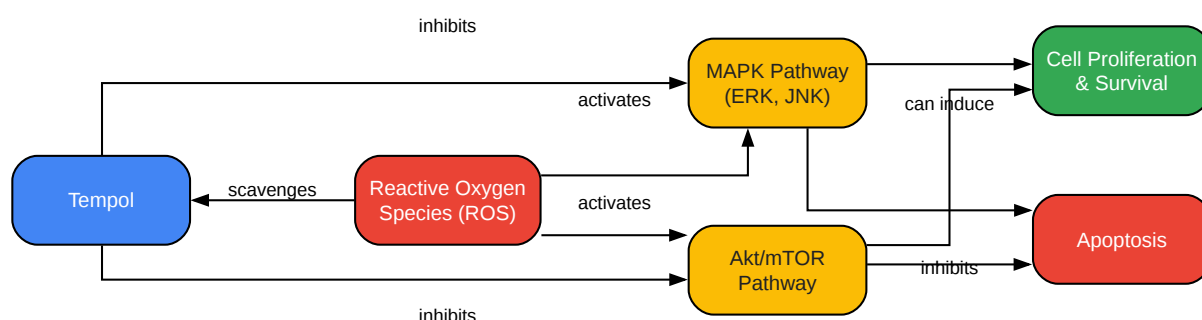 inhibits
MAPK Pathway
(ERK, JNK)
Cell Proliferation
& Survival
activates
can induce
Tempol
scavenges
Reactive Oxygen
Species (ROS)
activates
Akt/mTOR
Pathway
inhibits
Apoptosis
inhibits